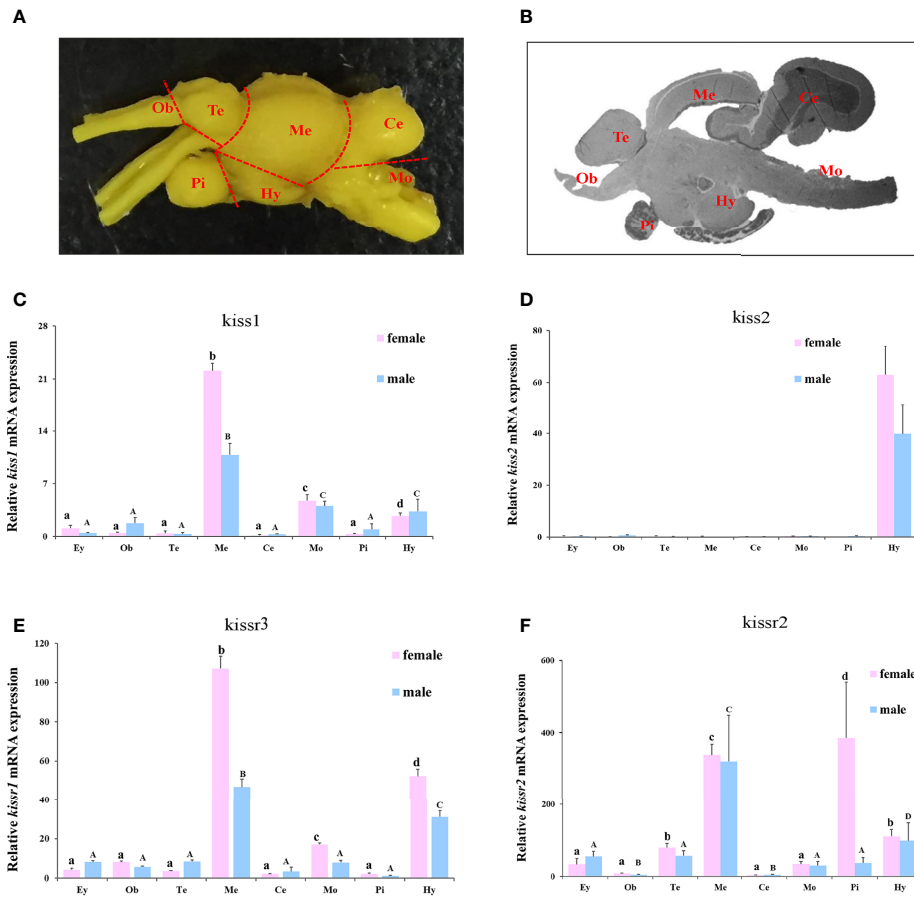 A
B
Ob
Te
Me
Ce
Pi
Hy
Mo
Me
Ce
Te
Mo
Ob
Hy
Pi
C
kiss1
Relative kiss1 mRNA expression
28
21
14
7
0
female
male
a A a A a A b B a A c C a A d C
Ey Ob Te Me Ce Mo Pi Hy
D
kiss2
Relative kiss2 mRNA expression
80
60
40
20
0
female
male
Ey Ob Te Me Ce Mo Pi Hy
E
kissr3
Relative kissr1 mRNA expression
120
100
80
60
40
20
0
female
male
a A a A a A b B a A c A a A d C
Ey Ob Te Me Ce Mo Pi Hy
F
kissr2
Relative kissr2 mRNA expression
600
400
200
0
female
male
a A a B b A c C a B a A d A b D
Ey Ob Te Me Ce Mo Pi Hy